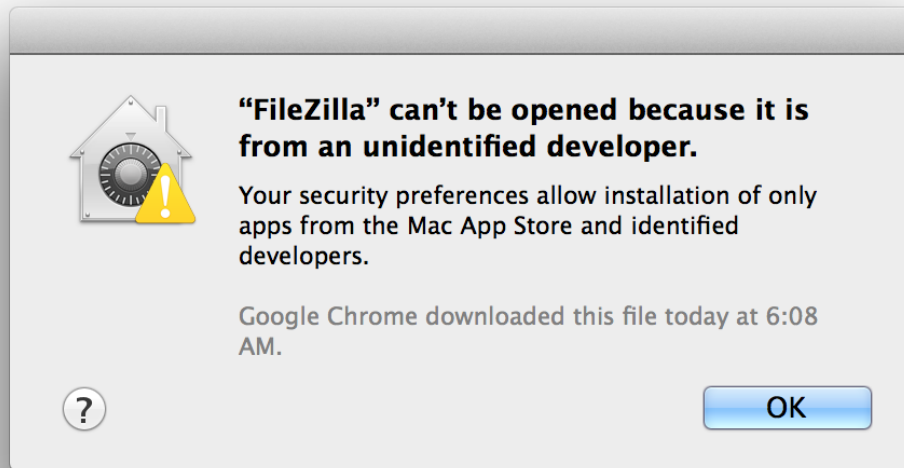 “FileZilla” can’t be opened because it is
from an unidentified developer.
Your security preferences allow installation of only
apps from the Mac App Store and identified
developers.
Google Chrome downloaded this file today at 6:08
AM.
?
OK